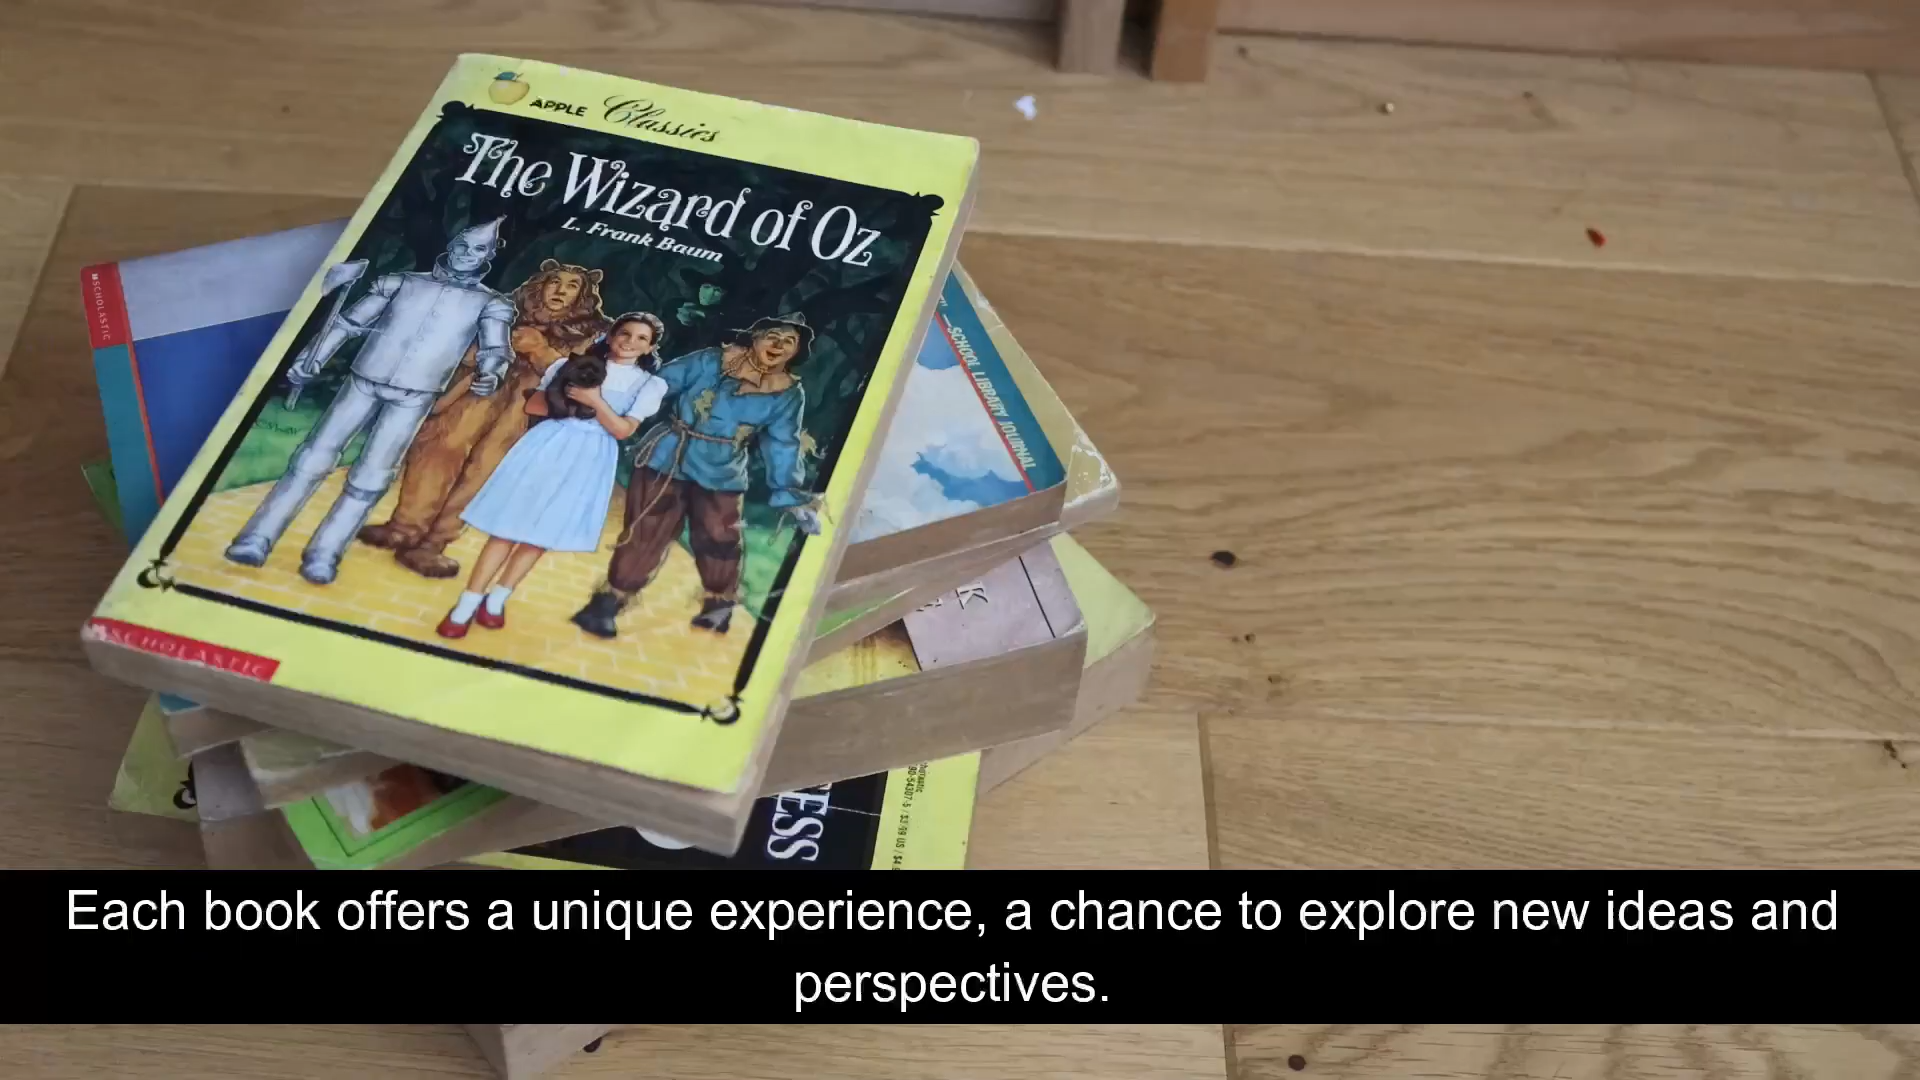 APPLE Classics
The Wizard of Oz
L. Frank Baum
SCHOLASTIC
SCHOLASTIC
—SCHOOL LIBRARY JOURNAL
ESS
Each book offers a unique experience, a chance to explore new ideas and
perspectives.